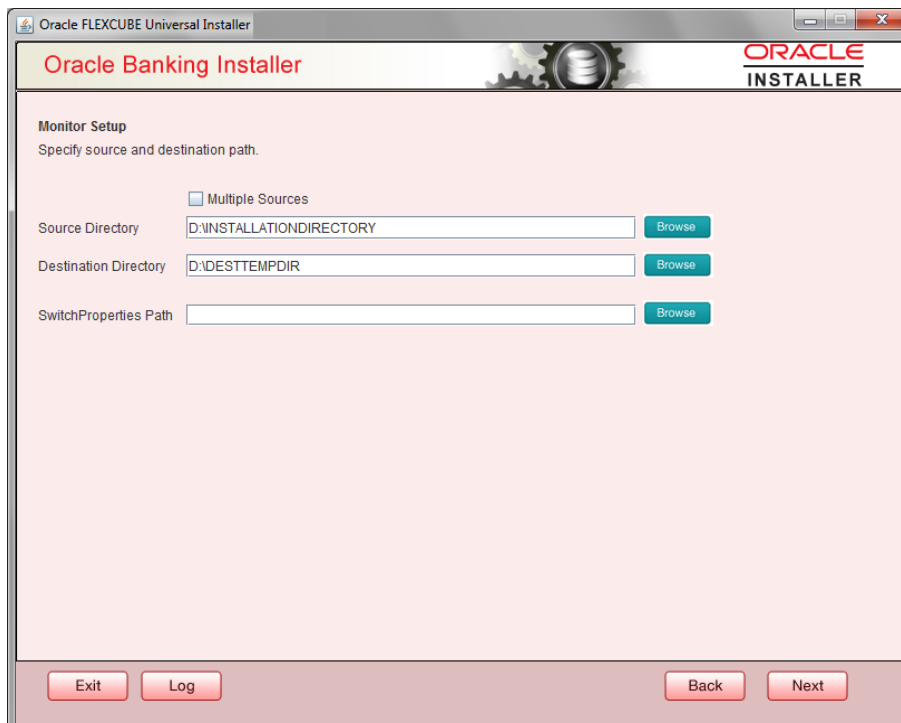 Oracle FLEXCUBE Universal Installer
Oracle Banking Installer
ORACLE
INSTALLER
Monitor Setup
Specify source and destination path.
Multiple Sources
Source Directory D:\INSTALLATIONDIRECTORY Browse
Destination Directory D:\DESTTEMPDIR Browse
SwitchProperties Path Browse
Exit Log Back Next